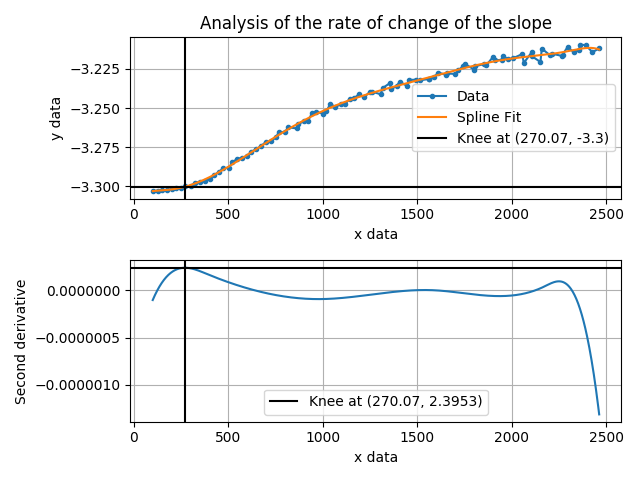 Analysis of the rate of change of the slope
y data
−3.225
−3.250
−3.275
−3.300
Data
Spline Fit
Knee at (270.07, -3.3)
0
500
1000
1500
2000
2500
x data
Second derivative
0.0000000
−0.0000005
−0.0000010
Knee at (270.07, 2.3953)
0
500
1000
1500
2000
2500
x data